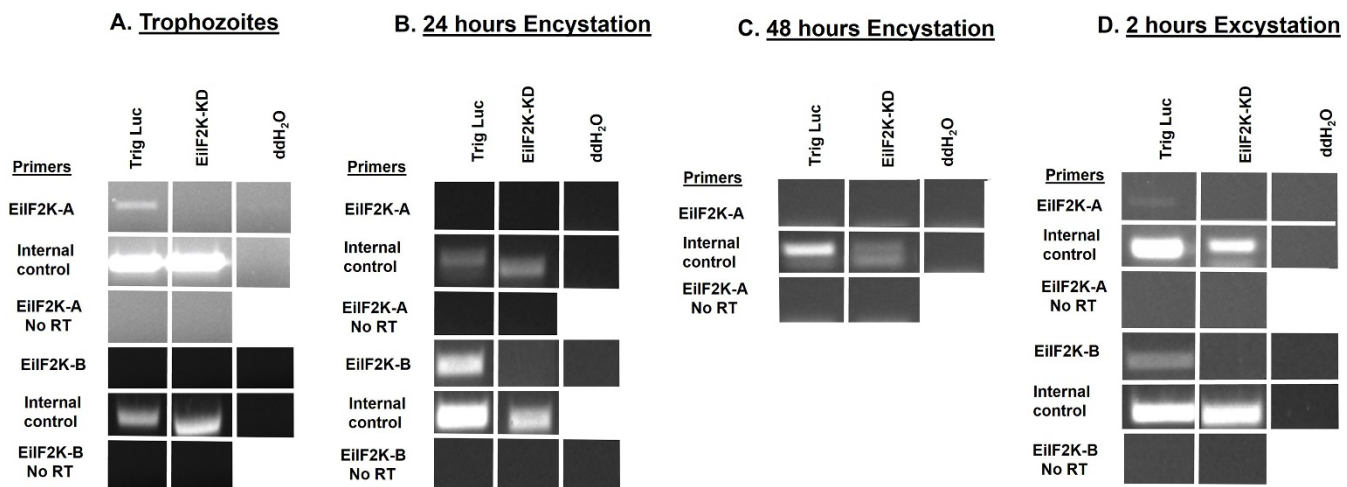 A. Trophozoites
Trig Luc
EiIF2K-KD
ddH₂O
Primers
EiIF2K-A
Internal
control
EiIF2K-A
No RT
EiIF2K-B
Internal
control
EiIF2K-B
No RT
B. 24 hours Encystation
Trig Luc
EiIF2K-KD
ddH₂O
Primers
EiIF2K-A
Internal
control
EiIF2K-A
No RT
EiIF2K-B
Internal
control
EiIF2K-B
No RT
C. 48 hours Encystation
Trig Luc
EiIF2K-KD
ddH₂O
Primers
EiIF2K-A
Internal
control
EiIF2K-A
No RT
D. 2 hours Excystation
Trig Luc
EiIF2K-KD
ddH₂O
Primers
EiIF2K-A
Internal
control
EiIF2K-A
No RT
EiIF2K-B
Internal
control
EiIF2K-B
No RT